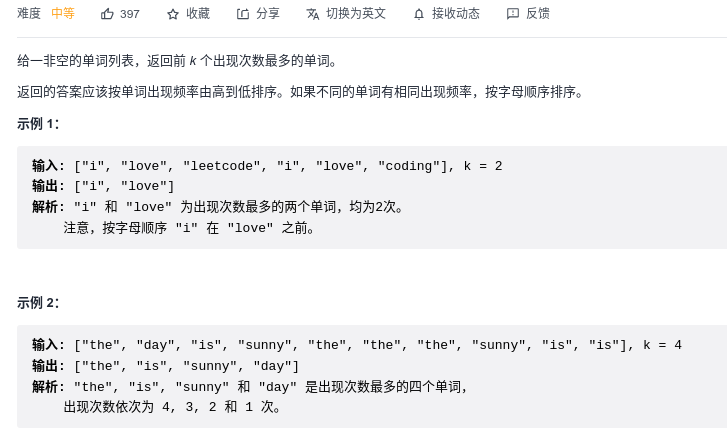 难度 中等 397 收藏 分享 切换为英文 接收动态 反馈
给一非空的单词列表，返回前 k 个出现次数最多的单词。
返回的答案应该按单词出现频率由高到低排序。如果不同的单词有相同出现频率，按字母顺序排序。
示例 1：
输入: ["i", "love", "leetcode", "i", "love", "coding"], k = 2
输出: ["i", "love"]
解析: "i" 和 "love" 为出现次数最多的两个单词，均为2次。
注意，按字母顺序 "i" 在 "love" 之前。
示例 2：
输入: ["the", "day", "is", "sunny", "the", "the", "the", "sunny", "is", "is"], k = 4
输出: ["the", "is", "sunny", "day"]
解析: "the", "is", "sunny" 和 "day" 是出现次数最多的四个单词，
出现次数依次为 4, 3, 2 和 1 次。